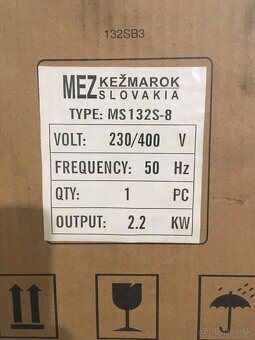 132SB3
MEZ KEŽMAROK
SLOVAKIA
TYPE: MS132S-8
VOLT: 230/400 V
FREQUENCY: 50 Hz
QTY: 1 PC
OUTPUT: 2.2 KW